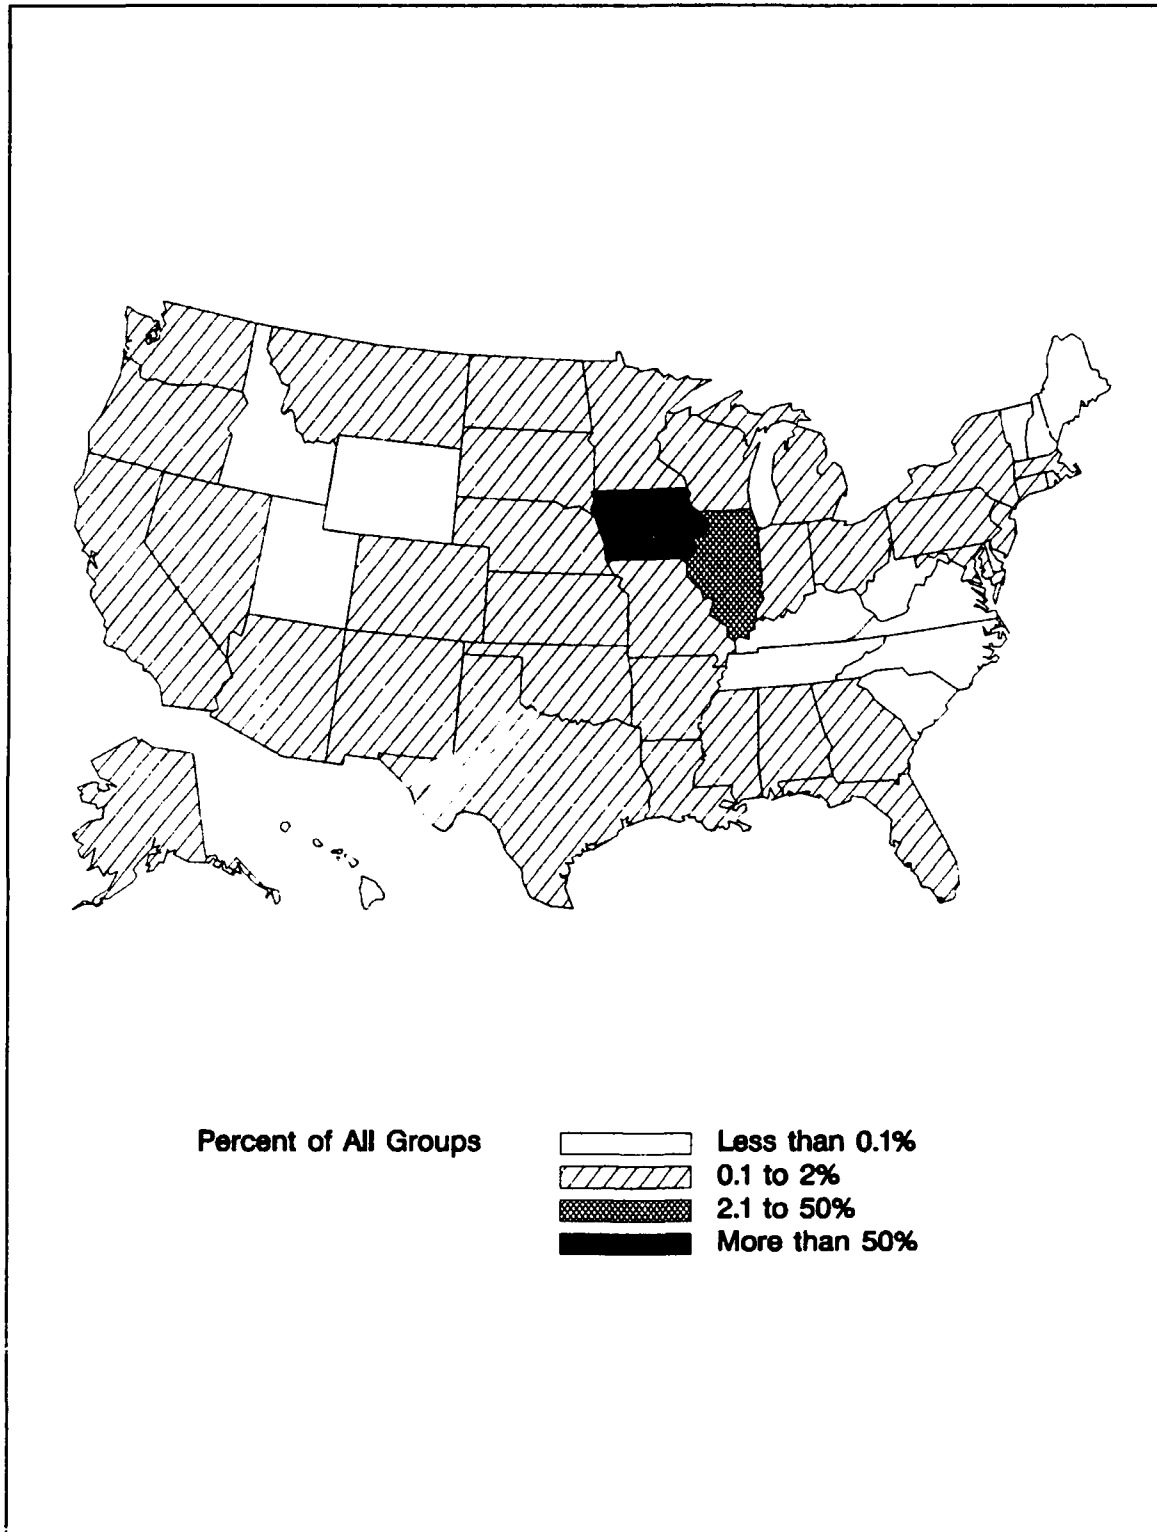 Percent of All Groups
Less than 0.1%
0.1 to 2%
2.1 to 50%
More than 50%